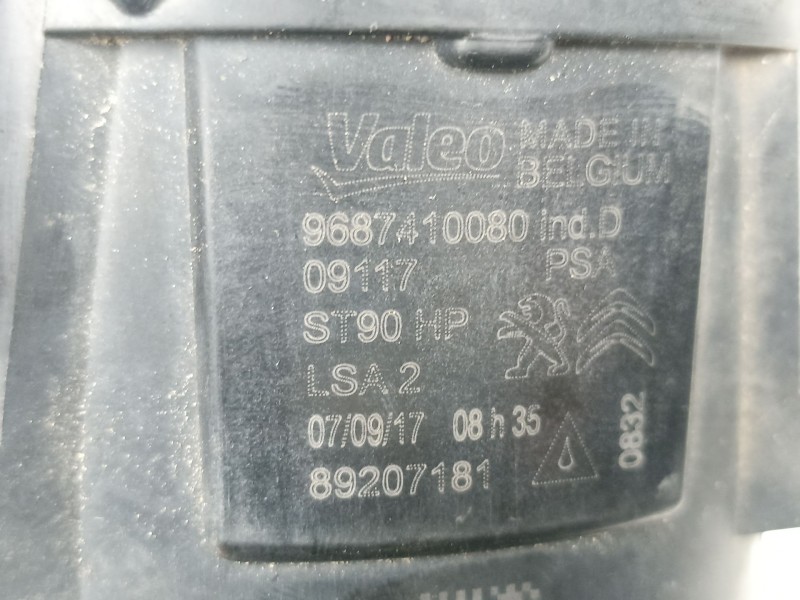 Valeo MADE IN
BELGIUM
9687410080 ind.D
09117 PSA
ST90 HP
LSA 2
07/09/17 08 h 35
89207181
0832